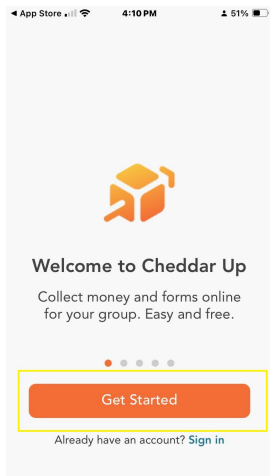 ◄ App Store 4:10 PM 51%
Welcome to Cheddar Up
Collect money and forms online
for your group. Easy and free.
Get Started
Already have an account? Sign in